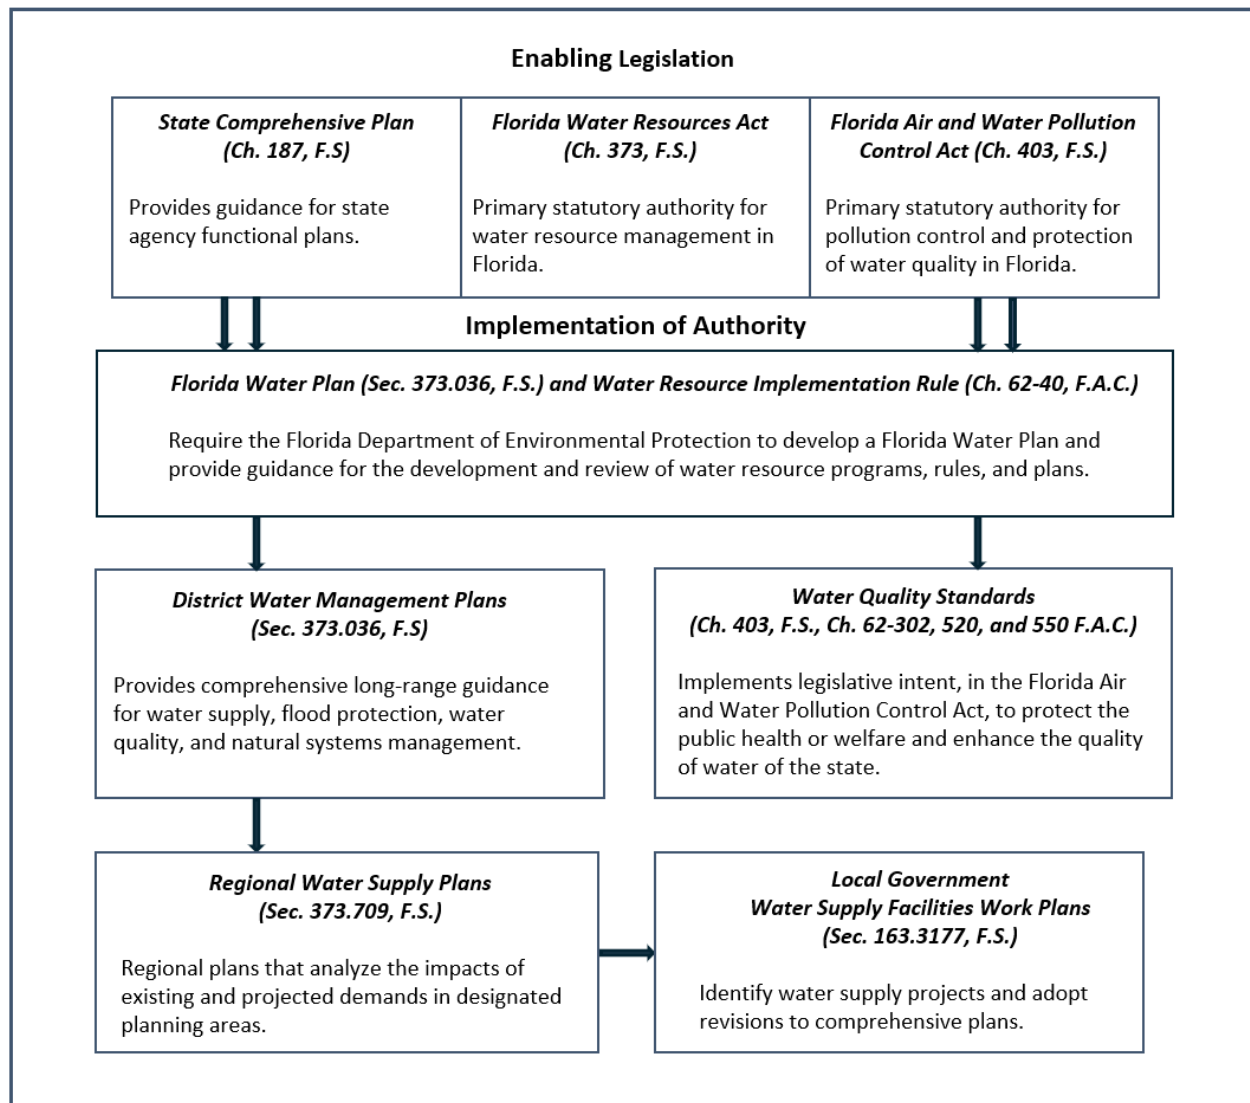 Enabling Legislation
State Comprehensive Plan
(Ch. 187, F.S)
Provides guidance for state
agency functional plans.
Florida Water Resources Act
(Ch. 373, F.S.)
Primary statutory authority for
water resource management in
Florida.
Florida Air and Water Pollution
Control Act (Ch. 403, F.S.)
Primary statutory authority for
pollution control and protection
of water quality in Florida.
Implementation of Authority
Florida Water Plan (Sec. 373.036, F.S.) and Water Resource Implementation Rule (Ch. 62-40, F.A.C.)
Require the Florida Department of Environmental Protection to develop a Florida Water Plan and
provide guidance for the development and review of water resource programs, rules, and plans.
District Water Management Plans
(Sec. 373.036, F.S)
Provides comprehensive long-range guidance
for water supply, flood protection, water
quality, and natural systems management.
Water Quality Standards
(Ch. 403, F.S., Ch. 62-302, 520, and 550 F.A.C.)
Implements legislative intent, in the Florida Air
and Water Pollution Control Act, to protect the
public health or welfare and enhance the quality
of water of the state.
Regional Water Supply Plans
(Sec. 373.709, F.S.)
Regional plans that analyze the impacts of
existing and projected demands in designated
planning areas.
Local Government
Water Supply Facilities Work Plans
(Sec. 163.3177, F.S.)
Identify water supply projects and adopt
revisions to comprehensive plans.